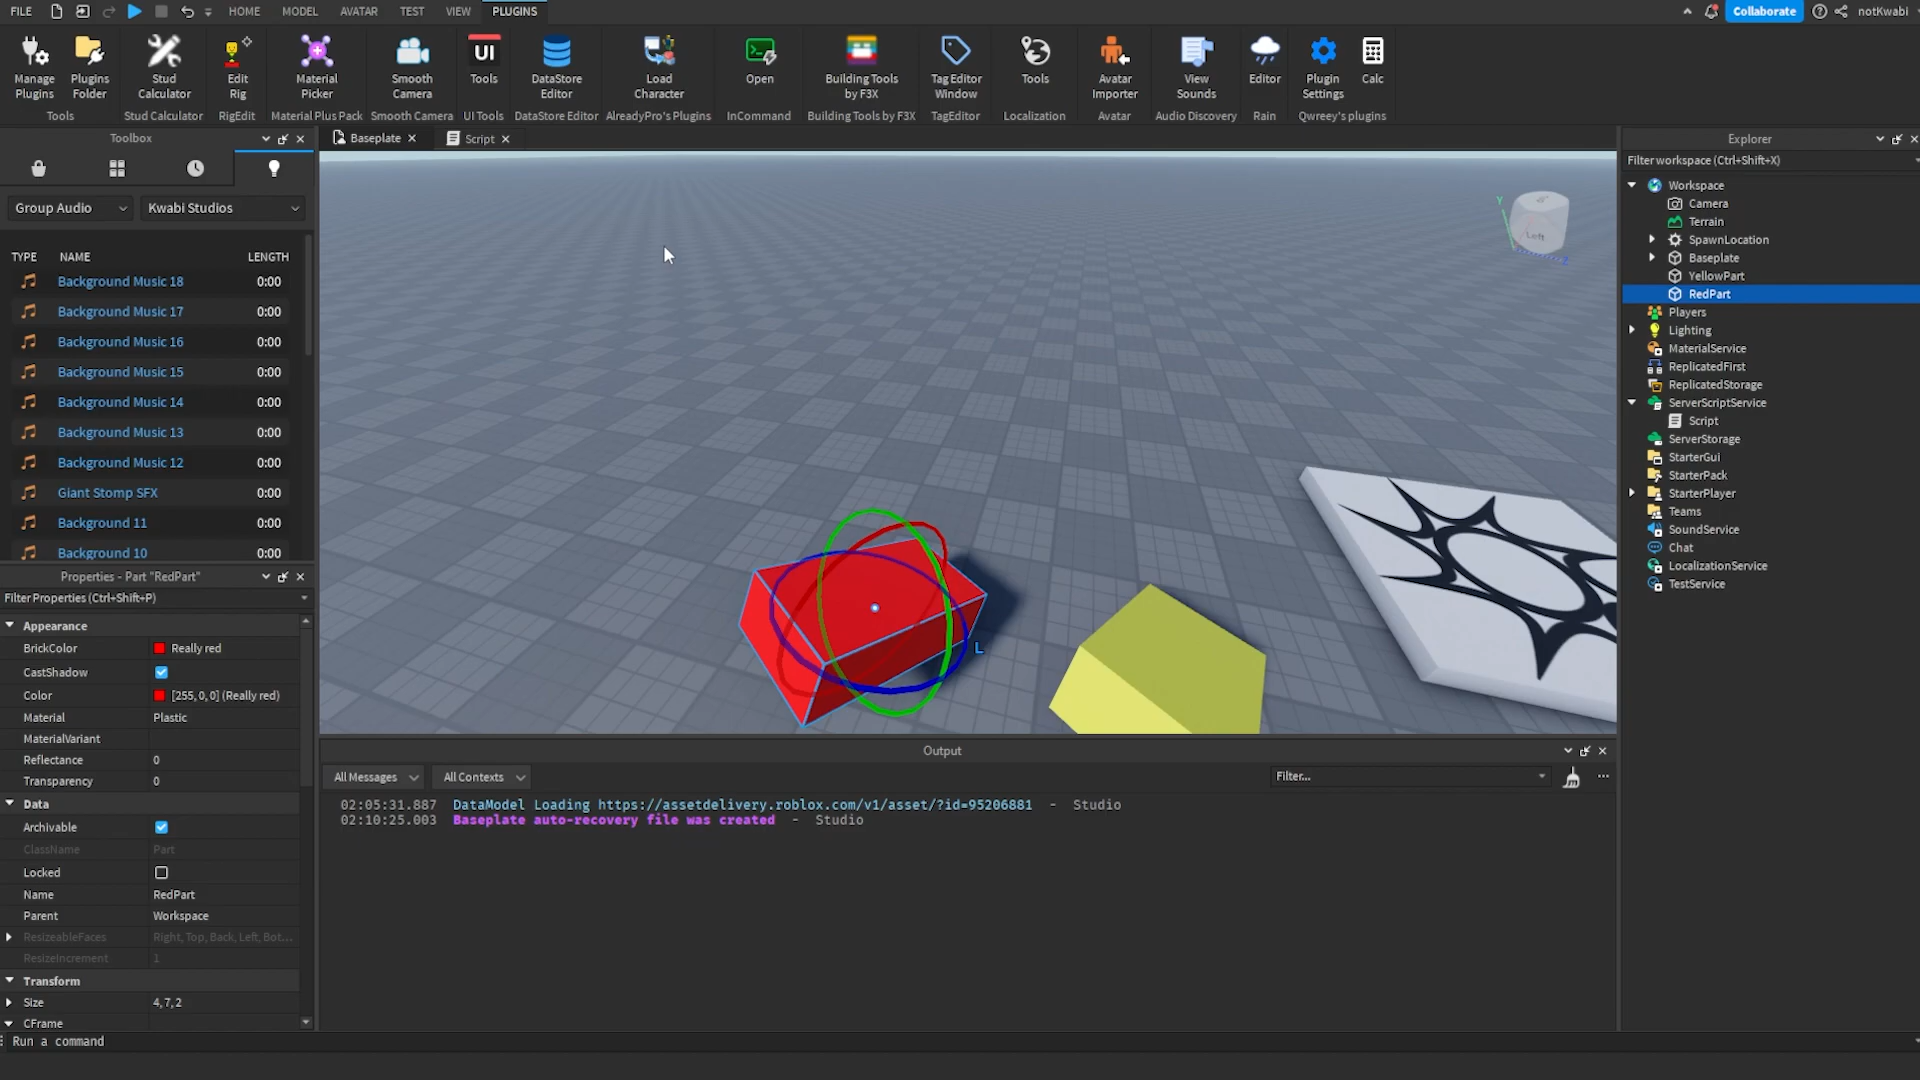 FILE HOME MODEL AVATAR TEST VIEW PLUGINS Collaborate notKwabi
Manage Plugins
Plugins Folder
Tools
Stud Calculator
Stud Calculator
Edit Rig
RigEdit
Material Picker
Material Plus Pack
Smooth Camera
Smooth Camera
UI
Tools
UI Tools
DataStore Editor
DataStore Editor
Load Character
AlreadyPro's Plugins
Open
InCommand
Building Tools by F3X
Building Tools by F3X
Tag Editor Window
TagEditor
Tools
Localization
Avatar Importer
Avatar
View Sounds
Audio Discovery
Editor
Rain
Plugin Settings
Calc
Qwreey's plugins
Toolbox
Group Audio Kwabi Studios
TYPE NAME LENGTH
Background Music 18 0:00
Background Music 17 0:00
Background Music 16 0:00
Background Music 15 0:00
Background Music 14 0:00
Background Music 13 0:00
Background Music 12 0:00
Giant Stomp SFX 0:00
Background 11 0:00
Background 10 0:00
Properties - Part "RedPart"
Filter Properties (Ctrl+Shift+P)
Appearance
BrickColor Really red
CastShadow
Color [255, 0, 0] (Really red)
Material Plastic
MaterialVariant
Reflectance 0
Transparency 0
Data
Archivable
ClassName Part
Locked
Name RedPart
Parent Workspace
ResizeableFaces Right, Top, Back, Left, Bot...
ResizeIncrement 1
Transform
Size 4, 7, 2
CFrame
Run a command
Baseplate Script
Y
Left
Z
L
Output
All Messages All Contexts Filter...
02:05:31.887 DataModel Loading https://assetdelivery.roblox.com/v1/asset/?id=95206881 - Studio
02:10:25.003 Baseplate auto-recovery file was created - Studio
Explorer
Filter workspace (Ctrl+Shift+X)
Workspace
Camera
Terrain
SpawnLocation
Baseplate
YellowPart
RedPart
Players
Lighting
MaterialService
ReplicatedFirst
ReplicatedStorage
ServerScriptService
Script
ServerStorage
StarterGui
StarterPack
StarterPlayer
Teams
SoundService
Chat
LocalizationService
TestService